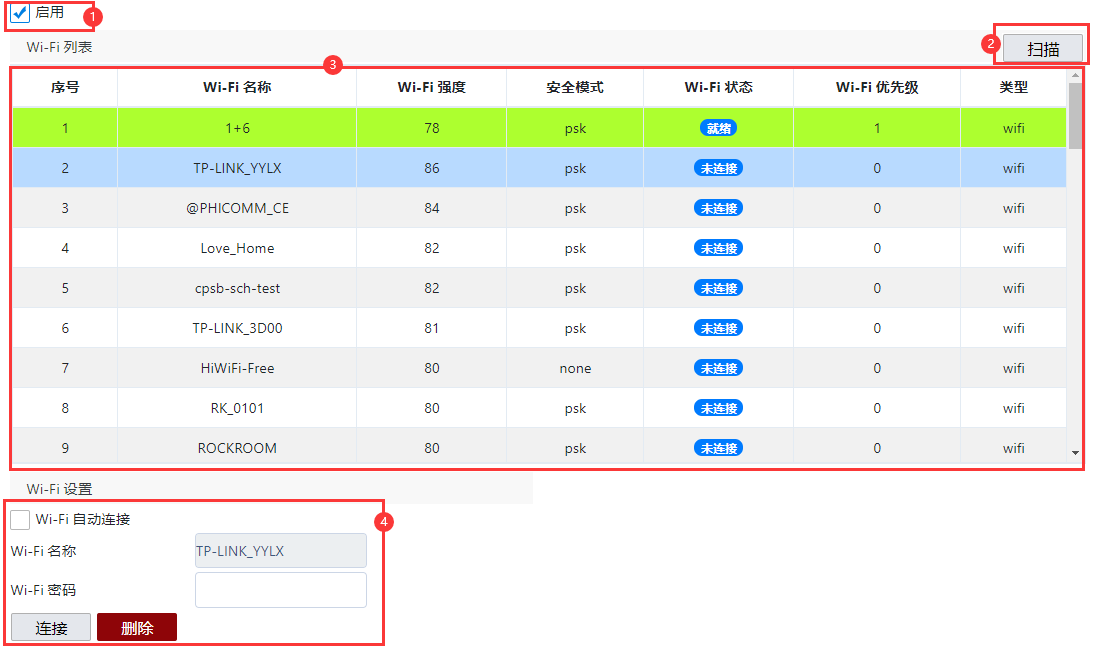 启用
1
Wi-Fi 列表
2
扫描
3
序号 Wi-Fi 名称 Wi-Fi 强度 安全模式 Wi-Fi 状态 Wi-Fi 优先级 类型
1 1+6 78 psk 就绪 1 wifi
2 TP-LINK_YYLX 86 psk 未连接 0 wifi
3 @PHICOMM_CE 84 psk 未连接 0 wifi
4 Love_Home 82 psk 未连接 0 wifi
5 cpsb-sch-test 82 psk 未连接 0 wifi
6 TP-LINK_3D00 81 psk 未连接 0 wifi
7 HiWiFi-Free 80 none 未连接 0 wifi
8 RK_0101 80 psk 未连接 0 wifi
9 ROCKROOM 80 psk 未连接 0 wifi
Wi-Fi 设置
Wi-Fi 自动连接
4
Wi-Fi 名称 TP-LINK_YYLX
Wi-Fi 密码
连接 删除